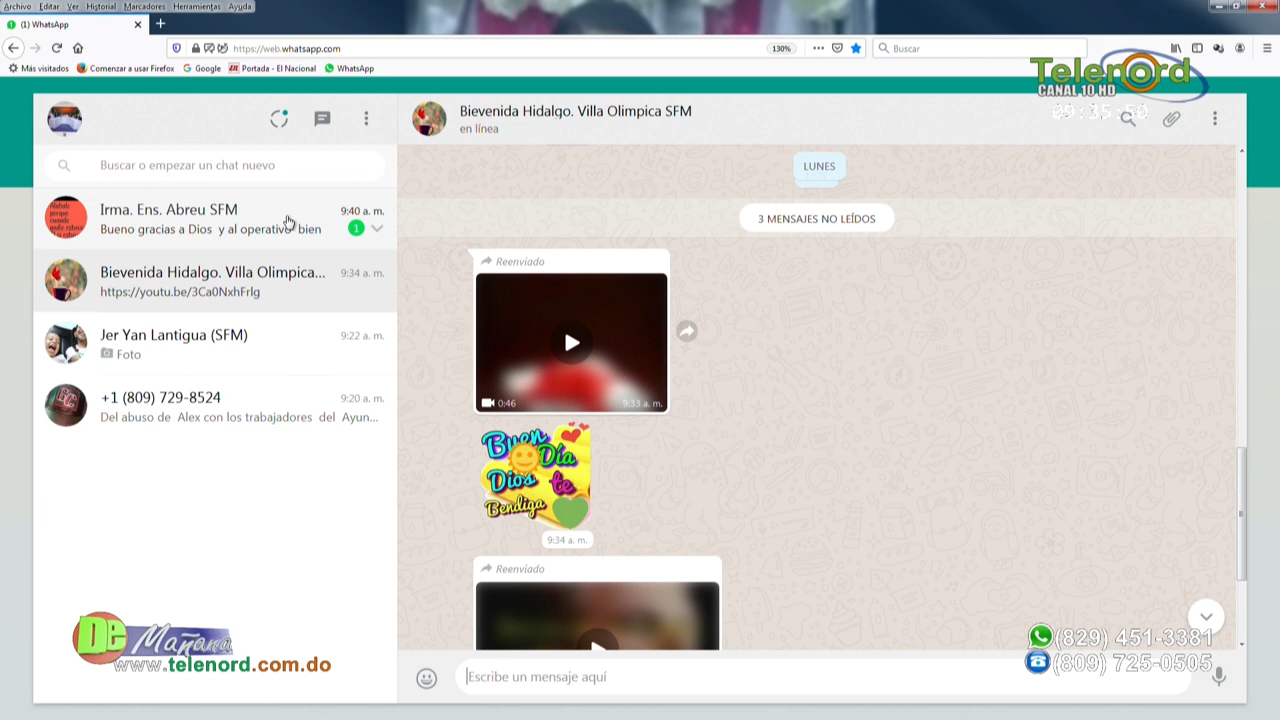 Archivo Editar Ver Historial Marcadores Herramientas Ayuda
(1) WhatsApp
https://web.whatsapp.com
130%
Buscar
Más visitados
Comenzar a usar Firefox
Google
Portada - El Nacional
WhatsApp
Telenord
CANAL 10.HD
Buscar o empezar un chat nuevo
Irma. Ens. Abreu SFM
9:40 a. m.
Bueno gracias a Dios y al operativo bien
1
Bievenida Hidalgo. Villa Olimpica...
9:34 a. m.
https://youtu.be/3Ca0NxhFrlg
Jer Yan Lantigua (SFM)
9:22 a. m.
Foto
+1 (809) 729-8524
9:20 a. m.
Del abuso de Alex con los trabajadores del Ayun...
Bievenida Hidalgo. Villa Olimpica SFM
en línea
LUNES
3 MENSAJES NO LEÍDOS
Reenviado
0:46
9:33 a. m.
Buen
Día
Dios te
Bendiga
9:34 a. m.
Reenviado
Escribe un mensaje aquí
De Mañana
www.telenord.com.do
(829) 451-3381
(809) 725-0505